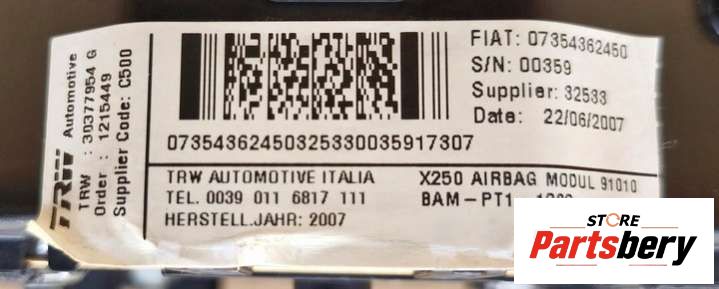 TRW Automotive
TRW : 30377954 G
Order : 1215449
Supplier Code: C500
FIAT: 07354362450
S/N: 00359
Supplier: 32533
Date: 22/06/2007
07354362450325330035917307
TRW AUTOMOTIVE ITALIA
TEL. 0039 011 6817 111
HERSTELL.JAHR: 2007
X250 AIRBAG MODUL 91010
BAM-PT1
STORE
Partsbery